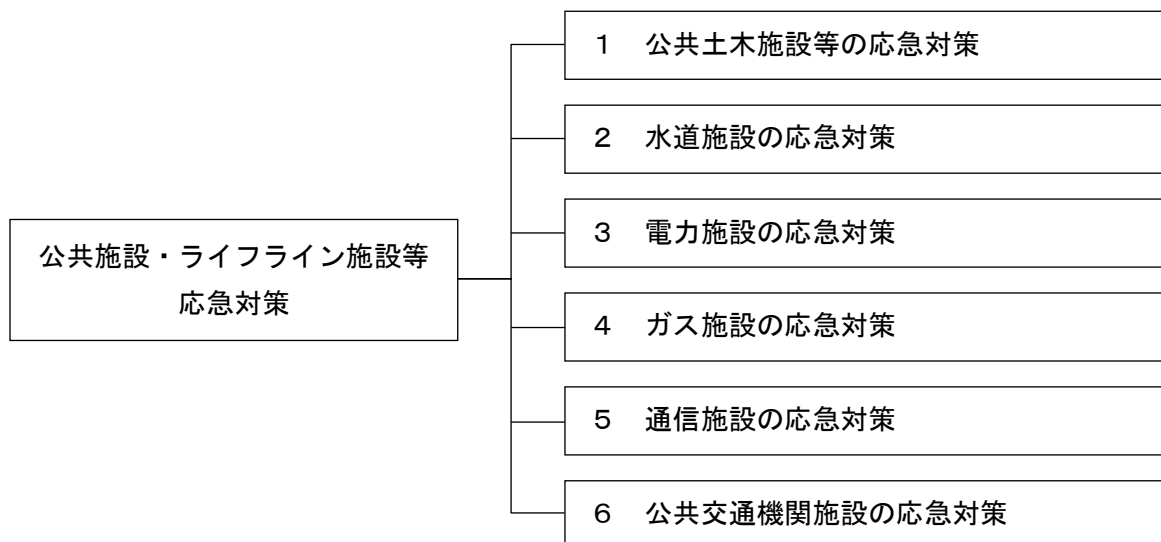 公共施設・ライフライン施設等
応急対策
１　公共土木施設等の応急対策
２　水道施設の応急対策
３　電力施設の応急対策
４　ガス施設の応急対策
５　通信施設の応急対策
６　公共交通機関施設の応急対策